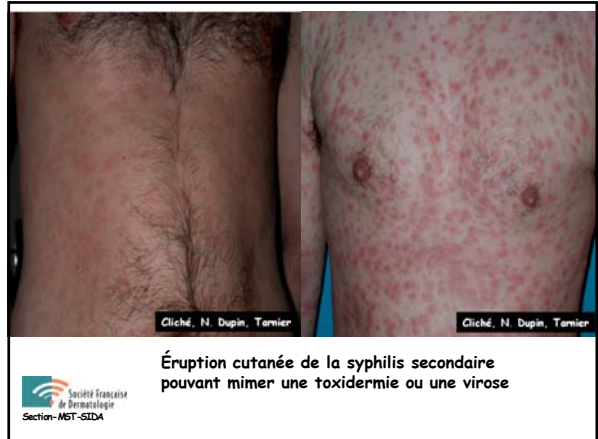 Cliché, N. Dupin, Tarnier
Cliché, N. Dupin, Tarnier
Éruption cutanée de la syphilis secondaire
pouvant mimer une toxidermie ou une virose
Société Française
de Dermatologie
Section-MST-SIDA